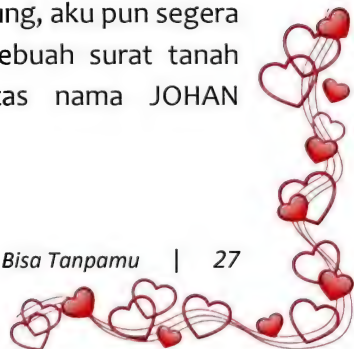 ung, aku pun segera
ebuah surat tanah
tas nama JOHAN
Bisa Tanpamu | 27